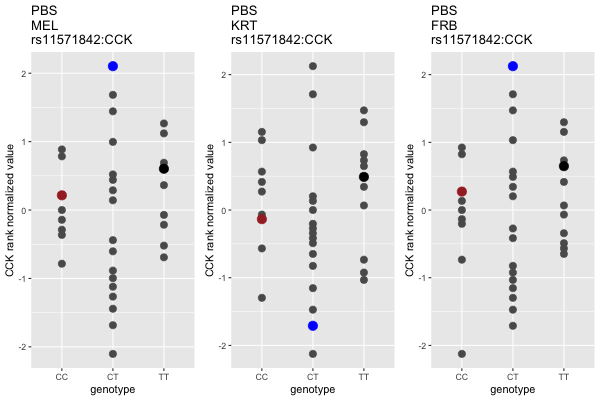 PBS
MEL
rs11571842:CCK
CCK rank normalized value
2
1
0
-1
-2
CC
CT
TT
genotype
PBS
KRT
rs11571842:CCK
CCK rank normalized value
2
1
0
-1
-2
CC
CT
TT
genotype
PBS
FRB
rs11571842:CCK
CCK rank normalized value
2
1
0
-1
-2
CC
CT
TT
genotype